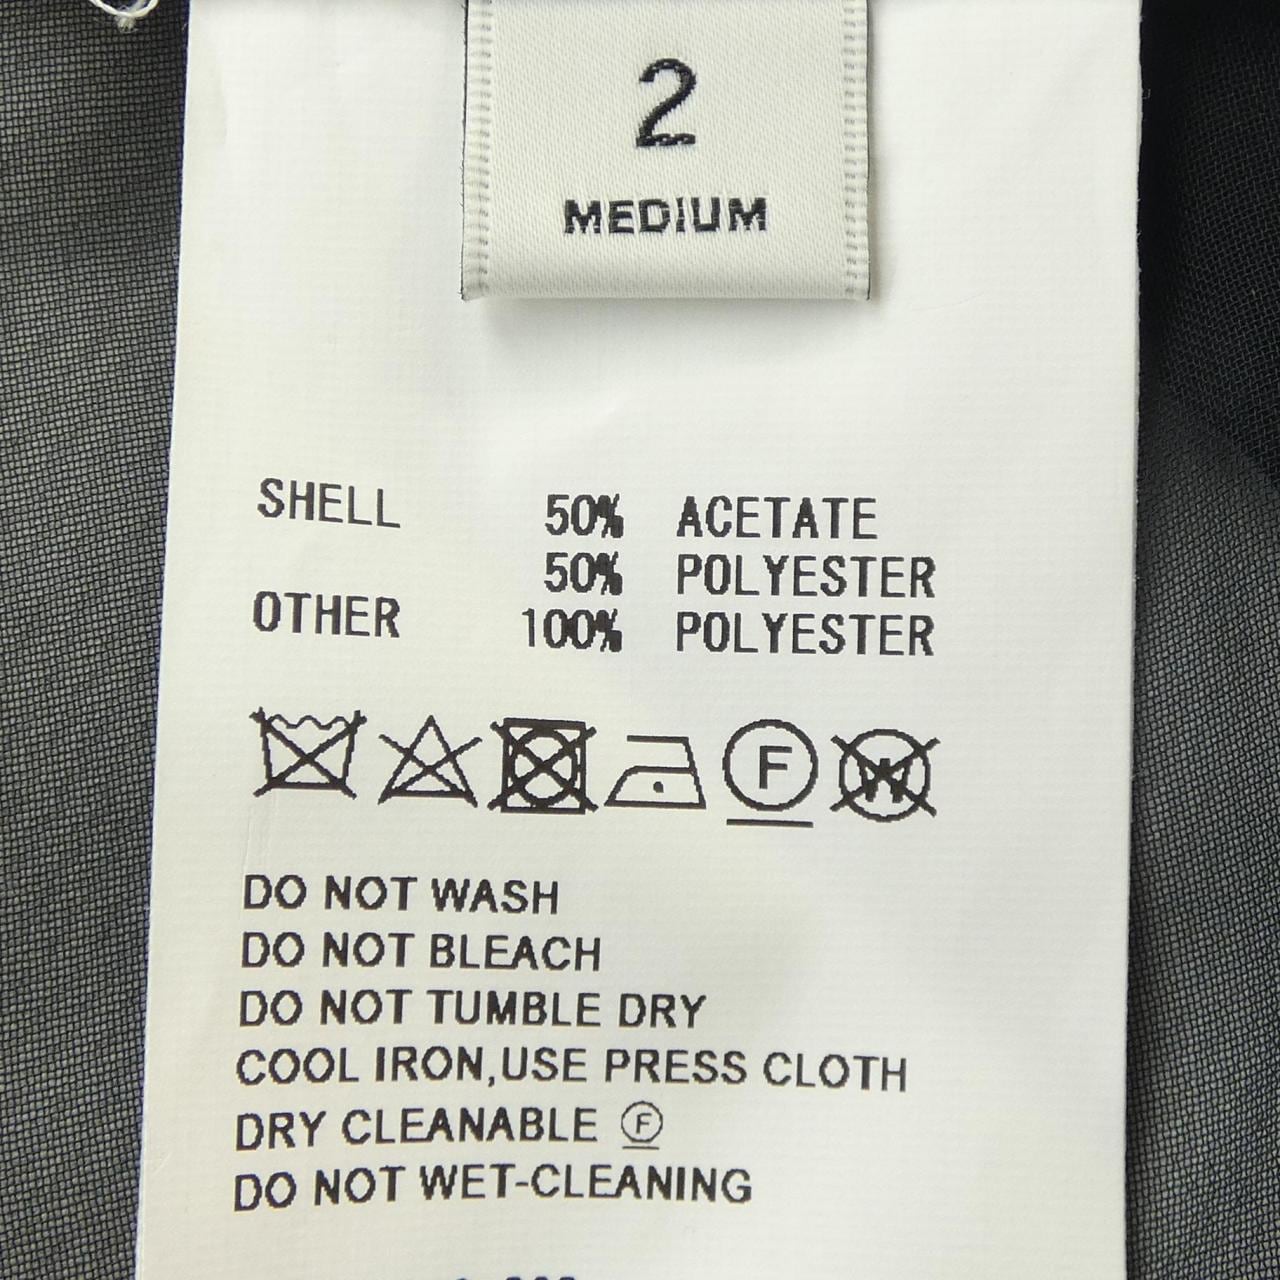 2
MEDIUM
SHELL 50% ACETATE
50% POLYESTER
OTHER 100% POLYESTER
F W
DO NOT WASH
DO NOT BLEACH
DO NOT TUMBLE DRY
COOL IRON,USE PRESS CLOTH
DRY CLEANABLE F
DO NOT WET-CLEANING